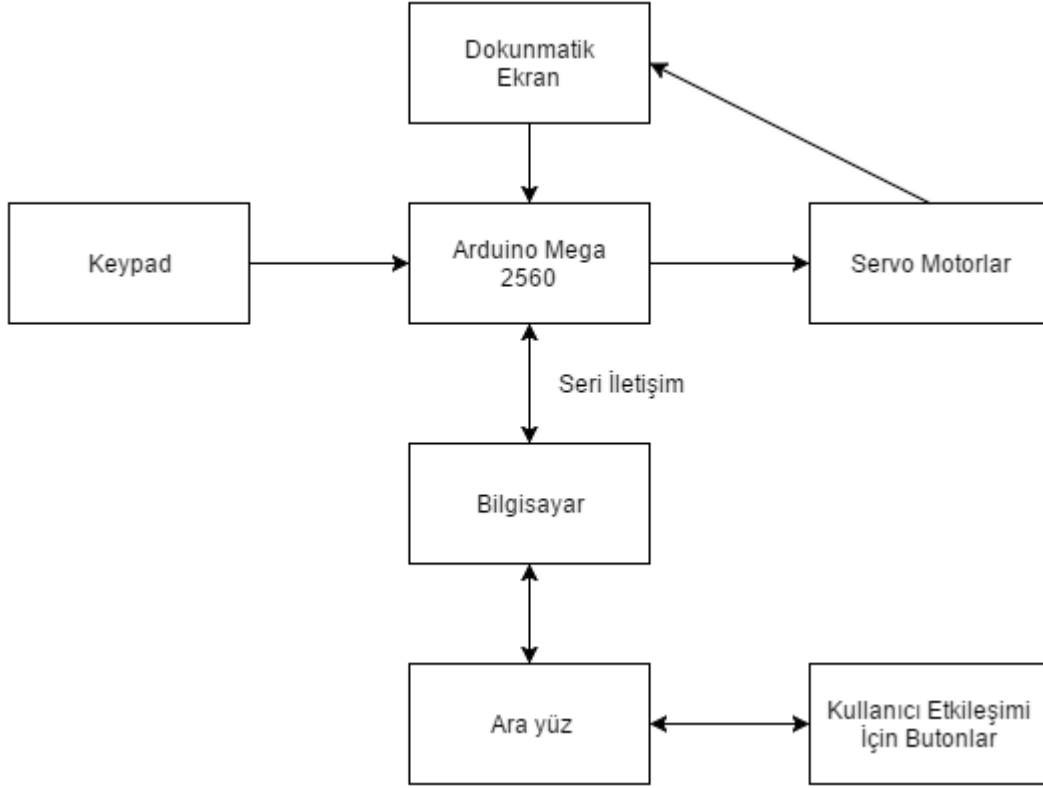 Dokunmatik
Ekran
Keypad
Arduino Mega
2560
Servo Motorlar
Seri İletişim
Bilgisayar
Ara yüz
Kullanıcı Etkileşimi
İçin Butonlar